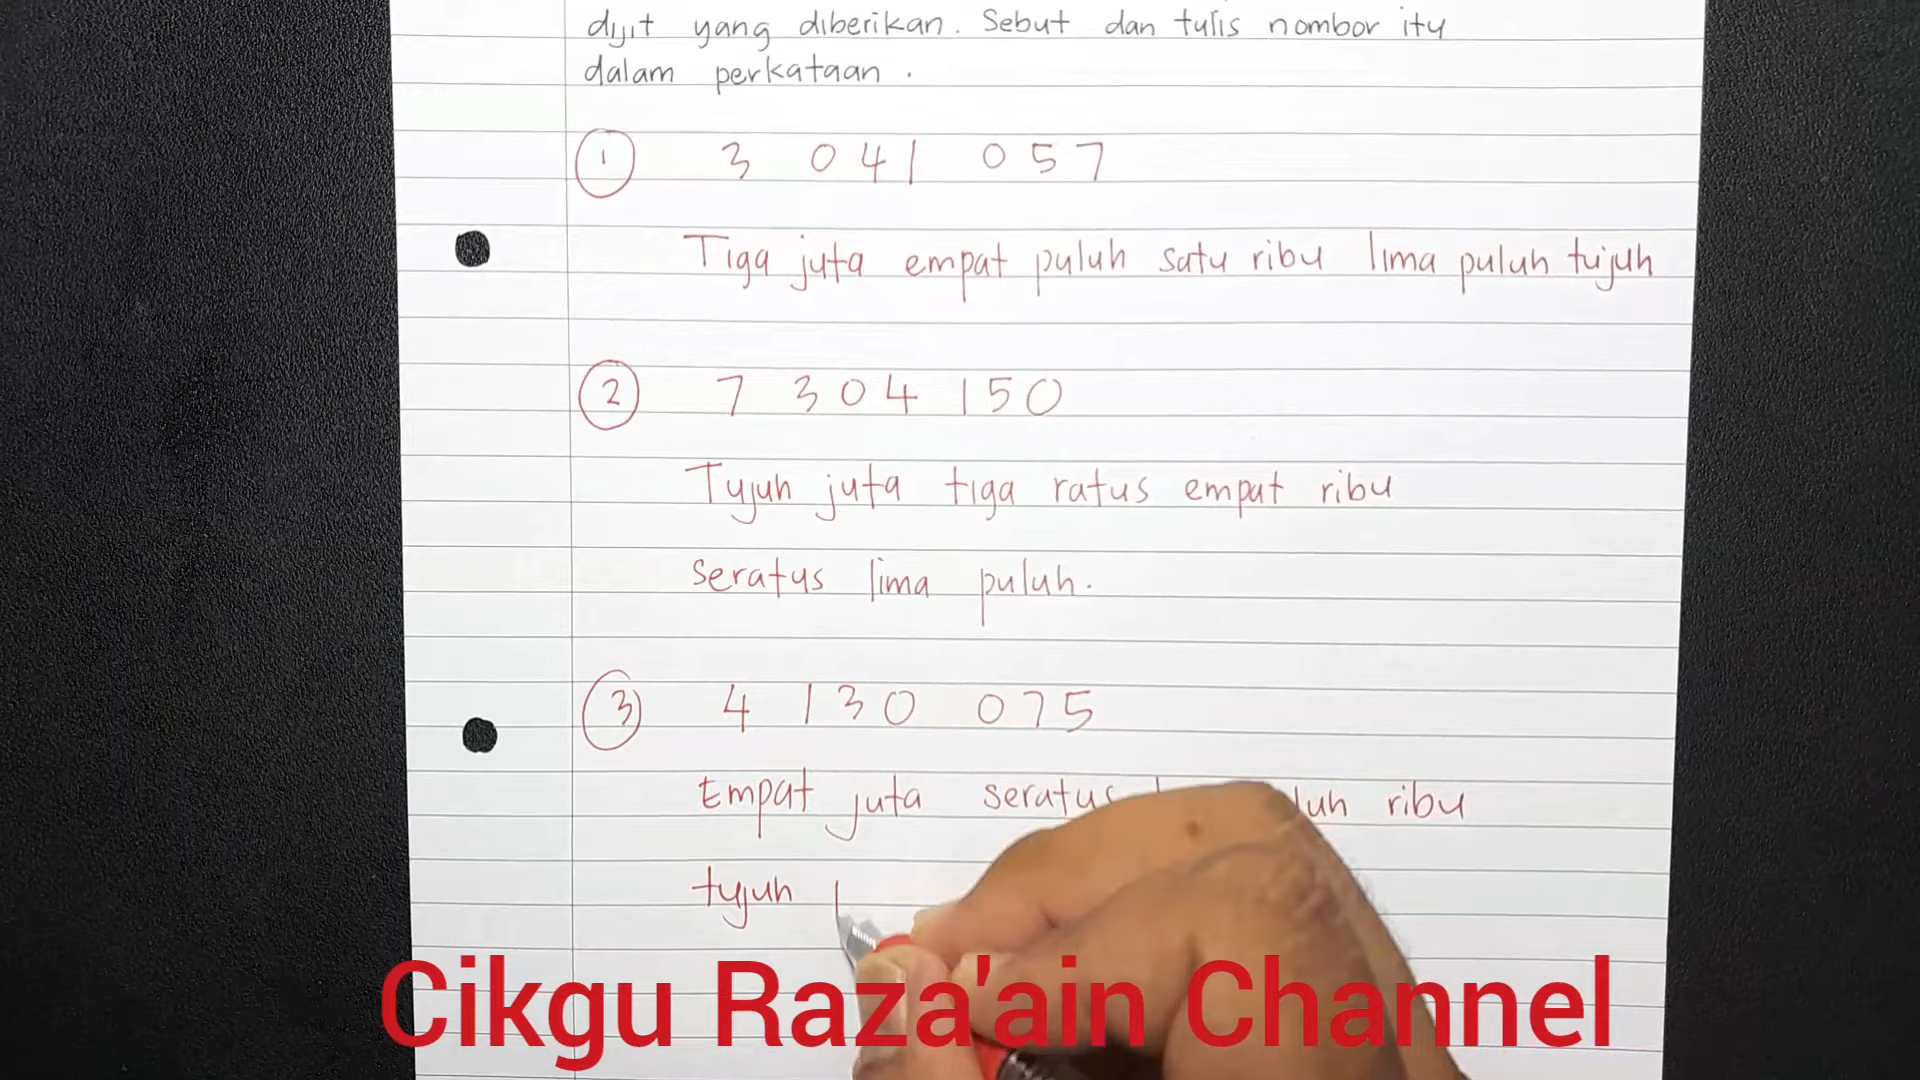 dijit yang diberikan. Sebut dan tulis nombor itu
dalam perkataan.
1 3 041 057
Tiga juta empat puluh satu ribu lima puluh tujuh
2 7 304 150
Tujuh juta tiga ratus empat ribu
seratus lima puluh.
3 4 130 075
Empat juta seratus ribu
tujuh
Cikgu Raza'ain Channel